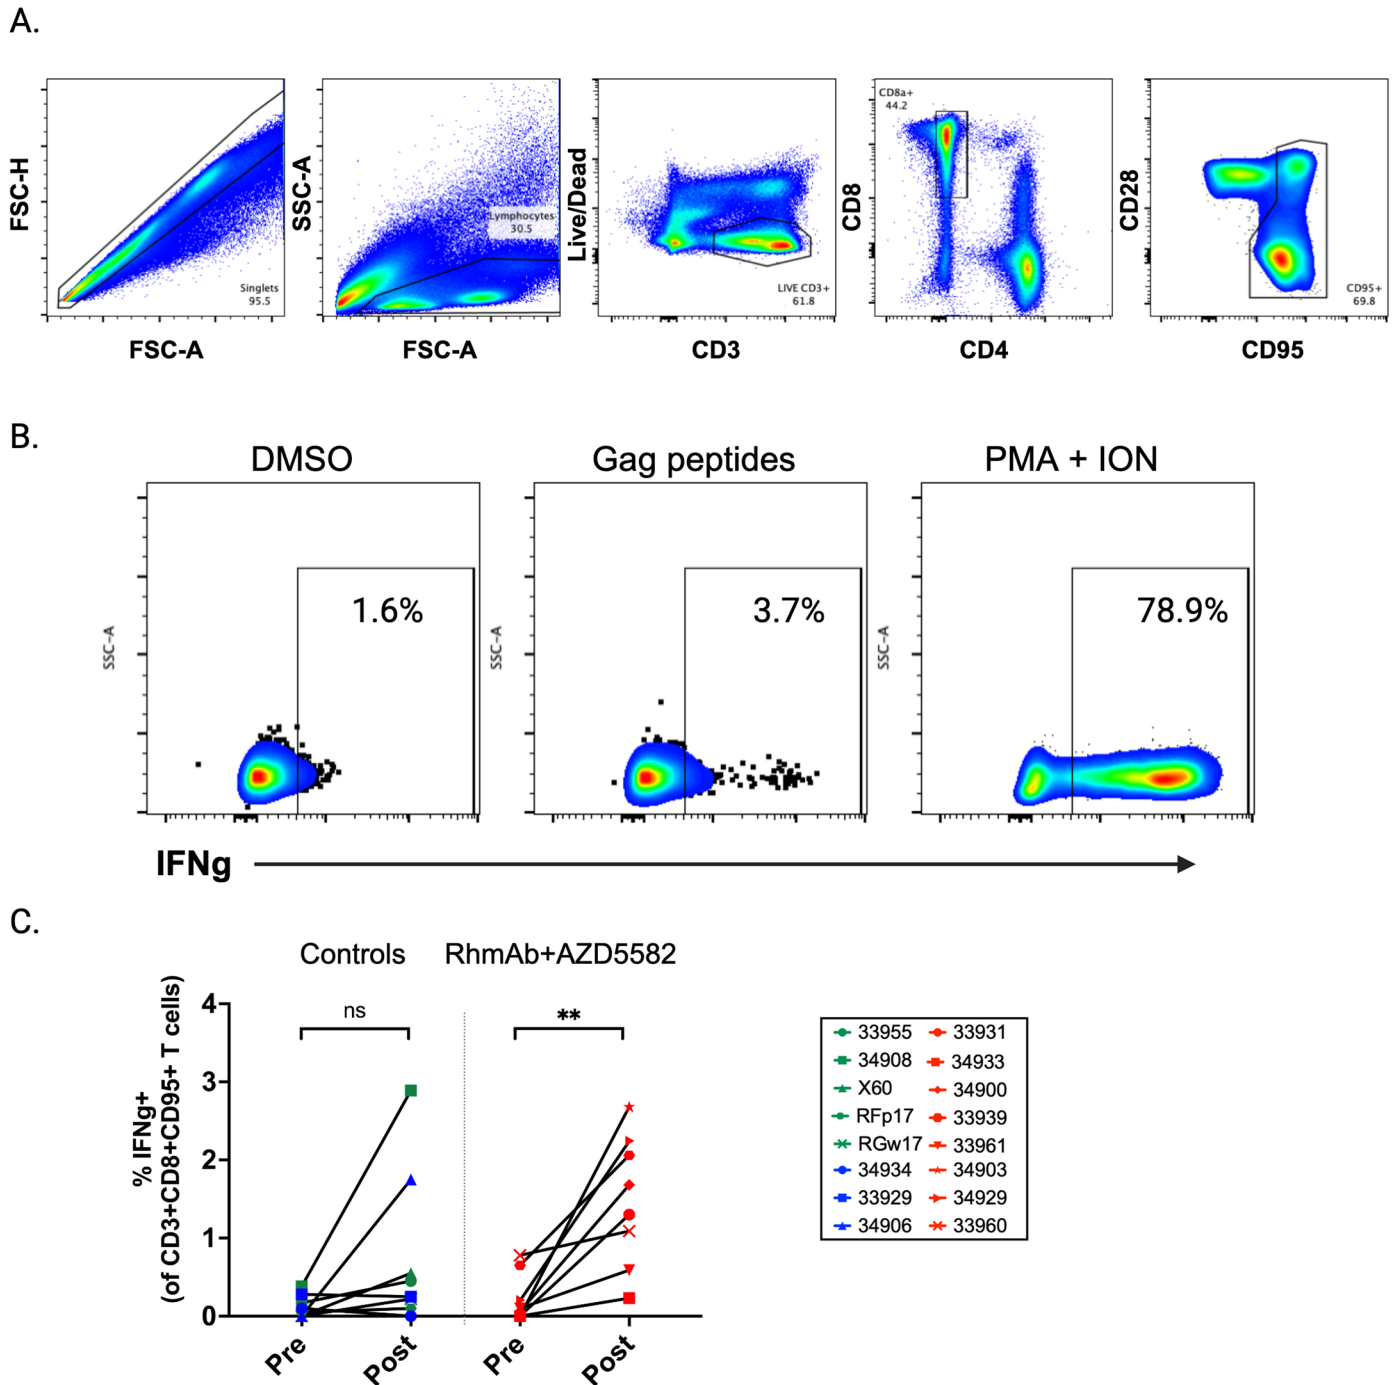 A.
FSC-H
Singlets
95.5
FSC-A
SSC-A
Lymphocytes
30.5
FSC-A
Live/Dead
LIVE CD3+
61.8
CD3
CD8a+
44.2
CD8
CD4
CD28
CD95+
69.8
CD95
B.
DMSO
Gag peptides
PMA + ION
SSC-A
1.6%
SSC-A
3.7%
SSC-A
78.9%
IFNg
C.
Controls
RhmAb+AZD5582
% IFNg+
(of CD3+CD8+CD95+ T cells)
4
3
2
1
0
ns
**
Pre
Post
Pre
Post
33955
34908
X60
RFp17
RGw17
34934
33929
34906
33931
34933
34900
33939
33961
34903
34929
33960